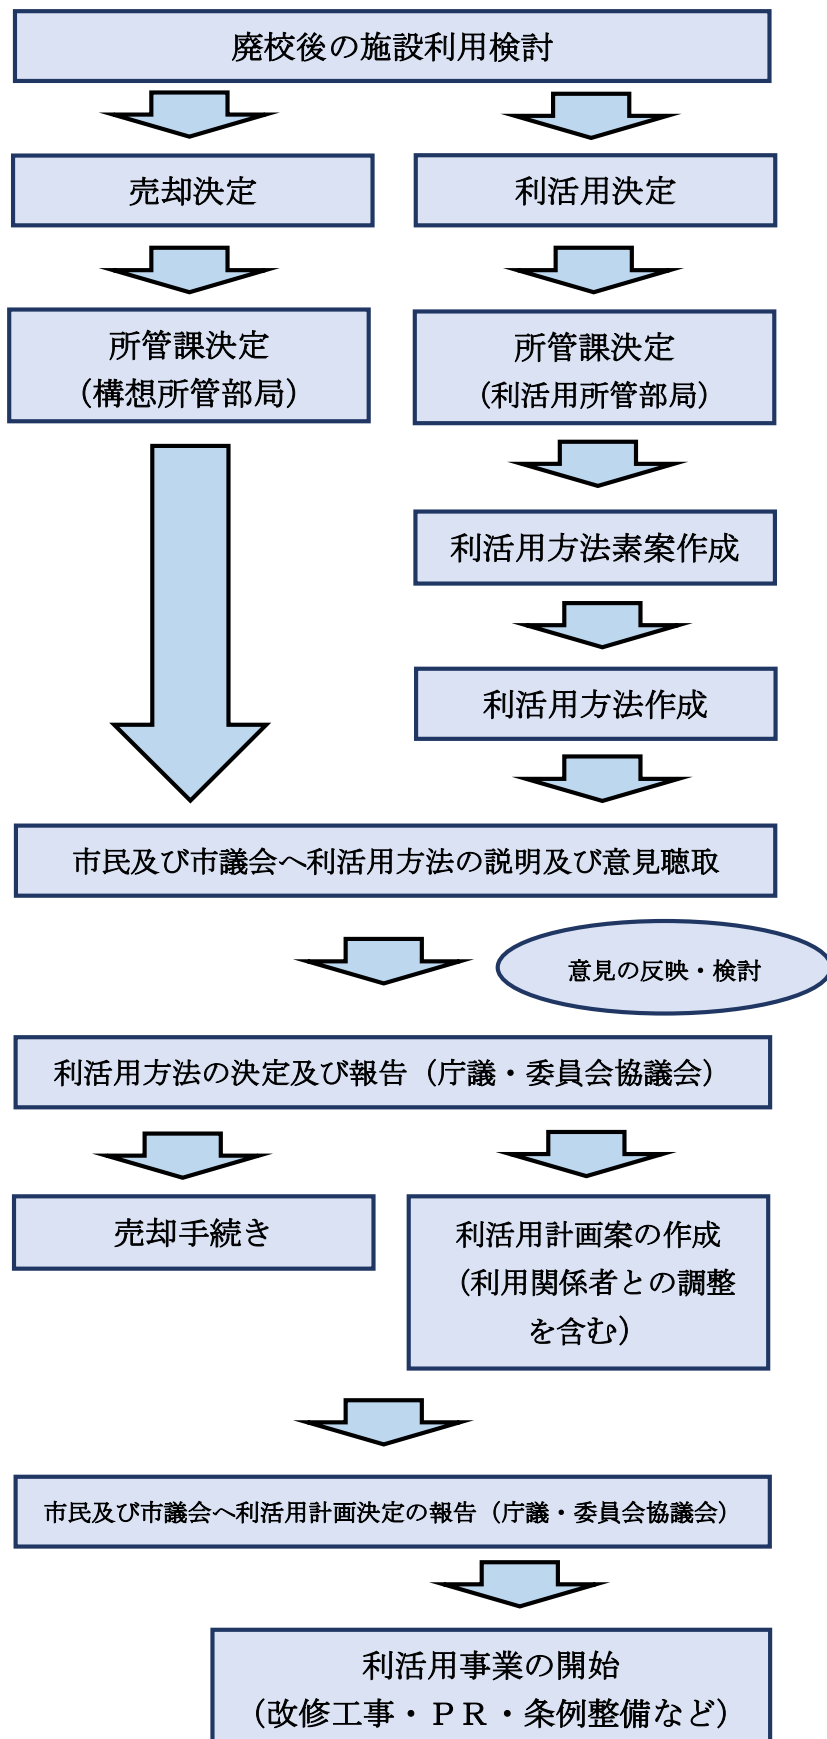 廃校後の施設利用検討
売却決定
利活用決定
所管課決定
（構想所管部局）
所管課決定
（利活用所管部局）
利活用方法素案作成
利活用方法作成
市民及び市議会へ利活用方法の説明及び意見聴取
意見の反映・検討
利活用方法の決定及び報告（庁議・委員会協議会）
売却手続き
利活用計画案の作成
（利用関係者との調整
を含む）
市民及び市議会へ利活用計画決定の報告（庁議・委員会協議会）
利活用事業の開始
（改修工事・ＰＲ・条例整備など）